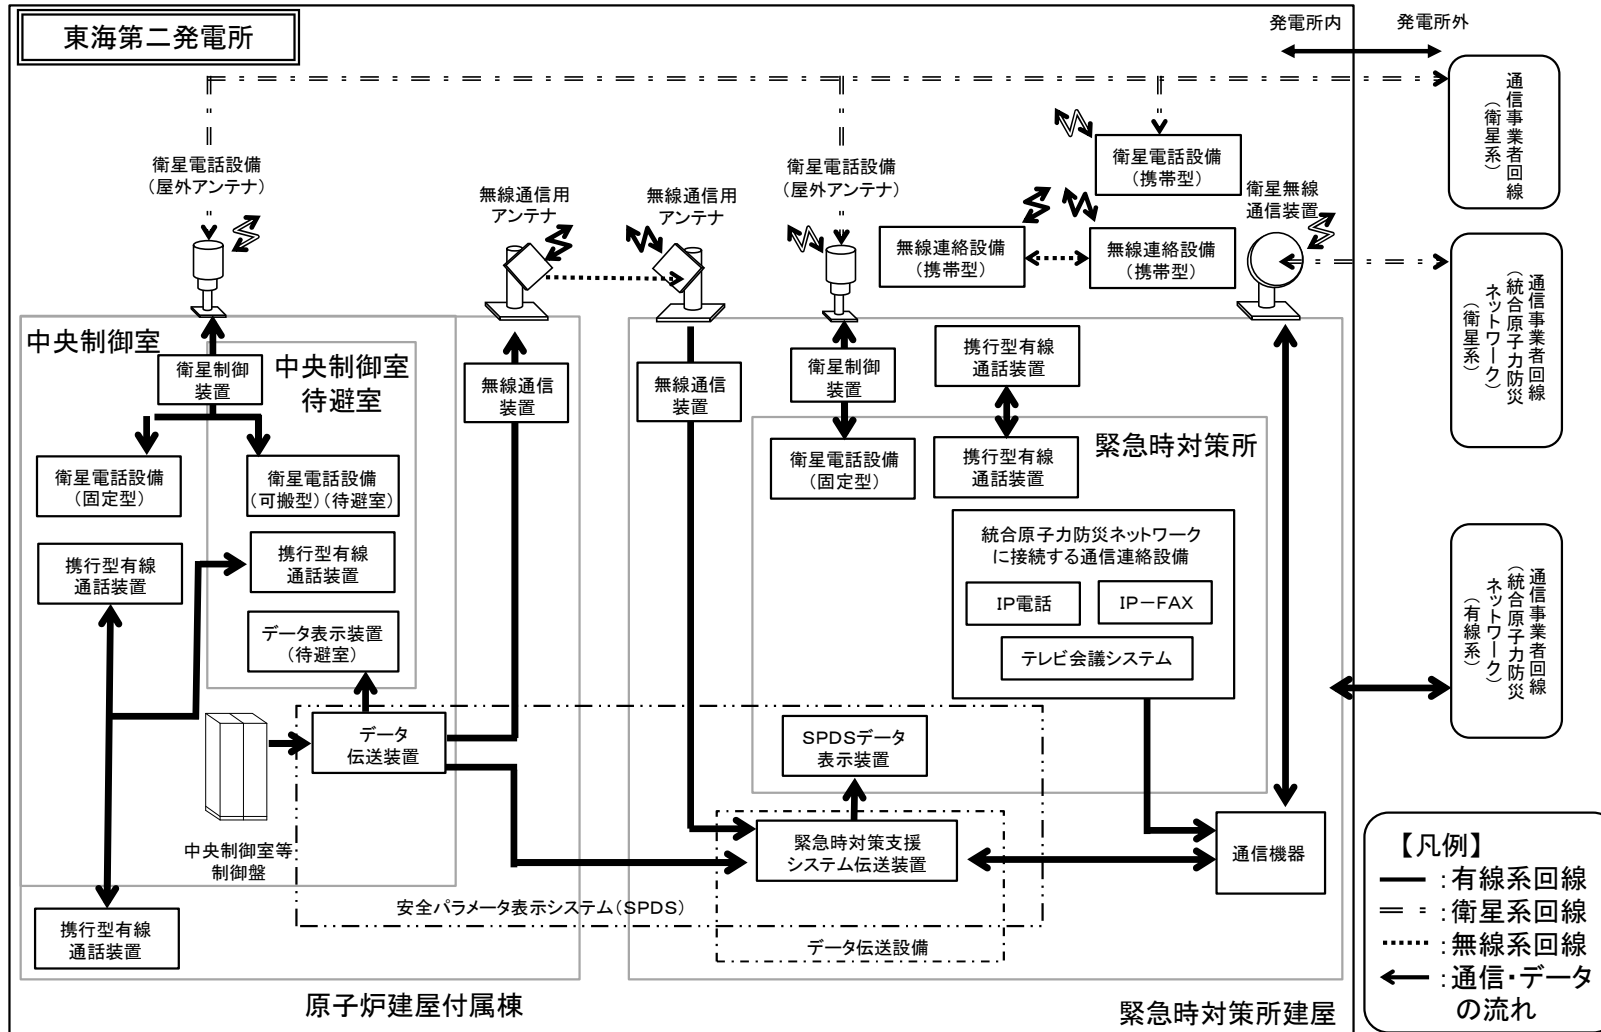 東海第二発電所
発電所内
発電所外
通信事業者回線
（衛星系）
衛星電話設備
（屋外アンテナ）
無線通信用
アンテナ
無線通信用
アンテナ
衛星電話設備
（屋外アンテナ）
衛星電話設備
（携帯型）
衛星無線
通信装置
無線連絡設備
（携帯型）
無線連絡設備
（携帯型）
通信事業者回線
（統合原子力防災
ネットワーク）
（衛星系）
中央制御室
衛星制御
装置
中央制御室
待避室
無線通信
装置
無線通信
装置
衛星制御
装置
携行型有線
通話装置
緊急時対策所
衛星電話設備
（固定型）
衛星電話設備
（可搬型）（待避室）
衛星電話設備
（固定型）
携行型有線
通話装置
携行型有線
通話装置
携行型有線
通話装置
統合原子力防災ネットワーク
に接続する通信連絡設備
IP電話
IP－FAX
テレビ会議システム
通信事業者回線
（統合原子力防災
ネットワーク）
（有線系）
データ表示装置
（待避室）
データ
伝送装置
SPDSデータ
表示装置
中央制御室等
制御盤
緊急時対策支援
システム伝送装置
通信機器
安全パラメータ表示システム（SPDS）
データ伝送設備
携行型有線
通話装置
原子炉建屋付属棟
緊急時対策所建屋
【凡例】
：有線系回線
：衛星系回線
：無線系回線
：通信・データ
の流れ